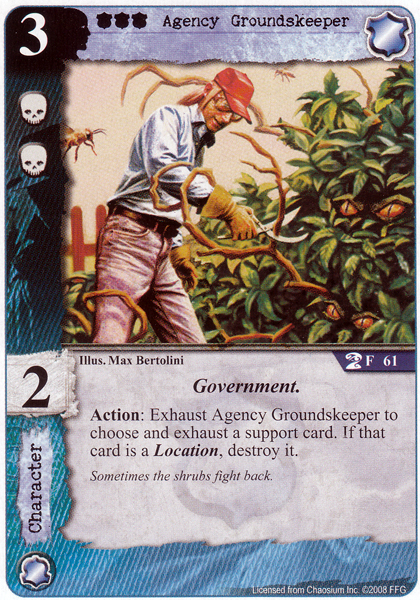 3
Agency Groundskeeper
Illus. Max Bertolini
F 61
2
Government.
Action: Exhaust Agency Groundskeeper to
choose and exhaust a support card. If that
card is a Location, destroy it.
Sometimes the shrubs fight back.
Character
Licensed from Chaosium Inc. ©2008 FFG